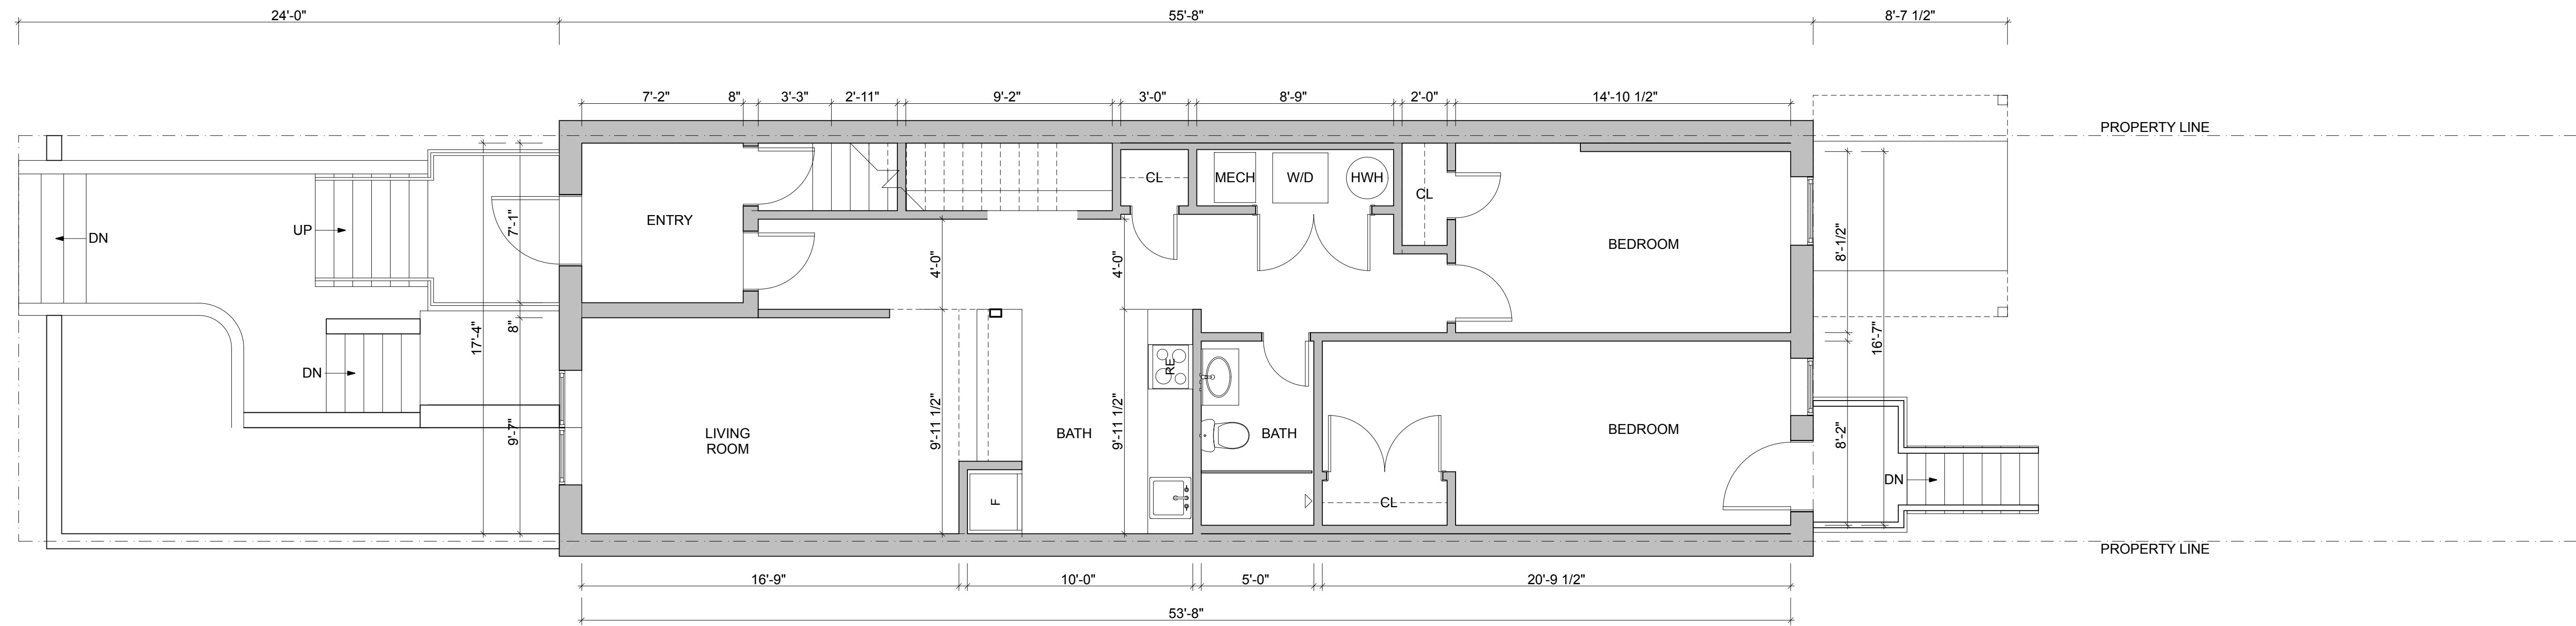 24'-0"
55'-8"
8'-7 1/2"
7'-2"
8"
3'-3"
2'-11"
9'-2"
3'-0"
8'-9"
2'-0"
14'-10 1/2"
PROPERTY LINE
CL
MECH
W/D
HWH
CL
ENTRY
UP
DN
7'-1"
BEDROOM
8'-1/2"
4'-0"
4'-0"
17'-4"
8"
16'-7"
DN
RE
9'-7"
9'-11 1/2"
9'-11 1/2"
LIVING
ROOM
BATH
BATH
BEDROOM
8'-2"
DN
F
CL
PROPERTY LINE
16'-9"
10'-0"
5'-0"
20'-9 1/2"
53'-8"